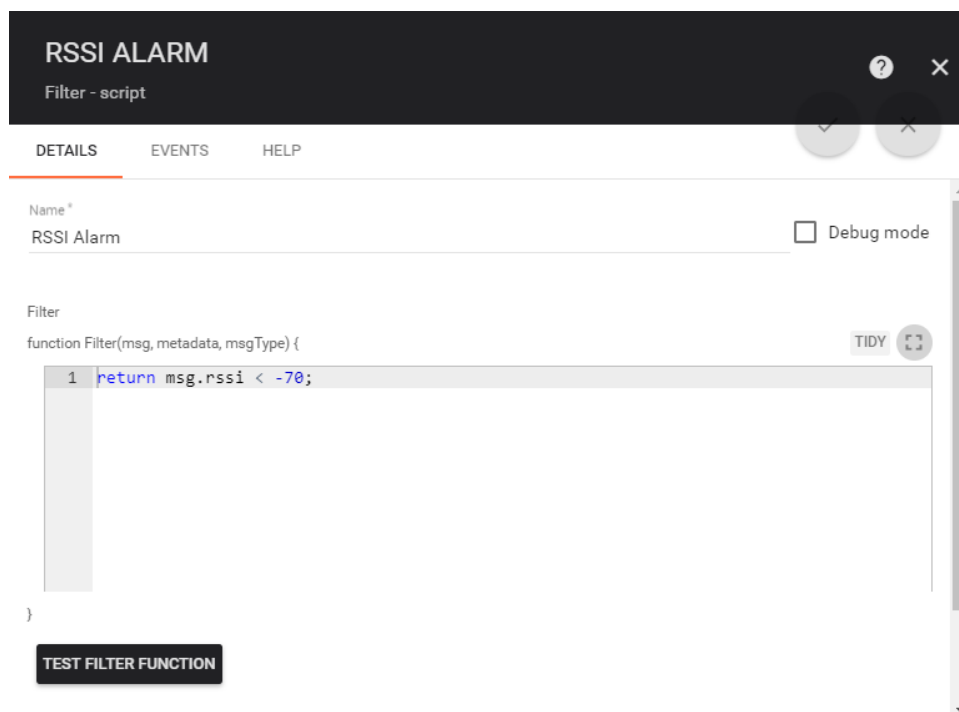 RSSI ALARM
Filter - script
DETAILS EVENTS HELP
Name *
RSSI Alarm
Debug mode
Filter
function Filter(msg, metadata, msgType) {
TIDY
1 return msg.rssi < -70;
}
TEST FILTER FUNCTION